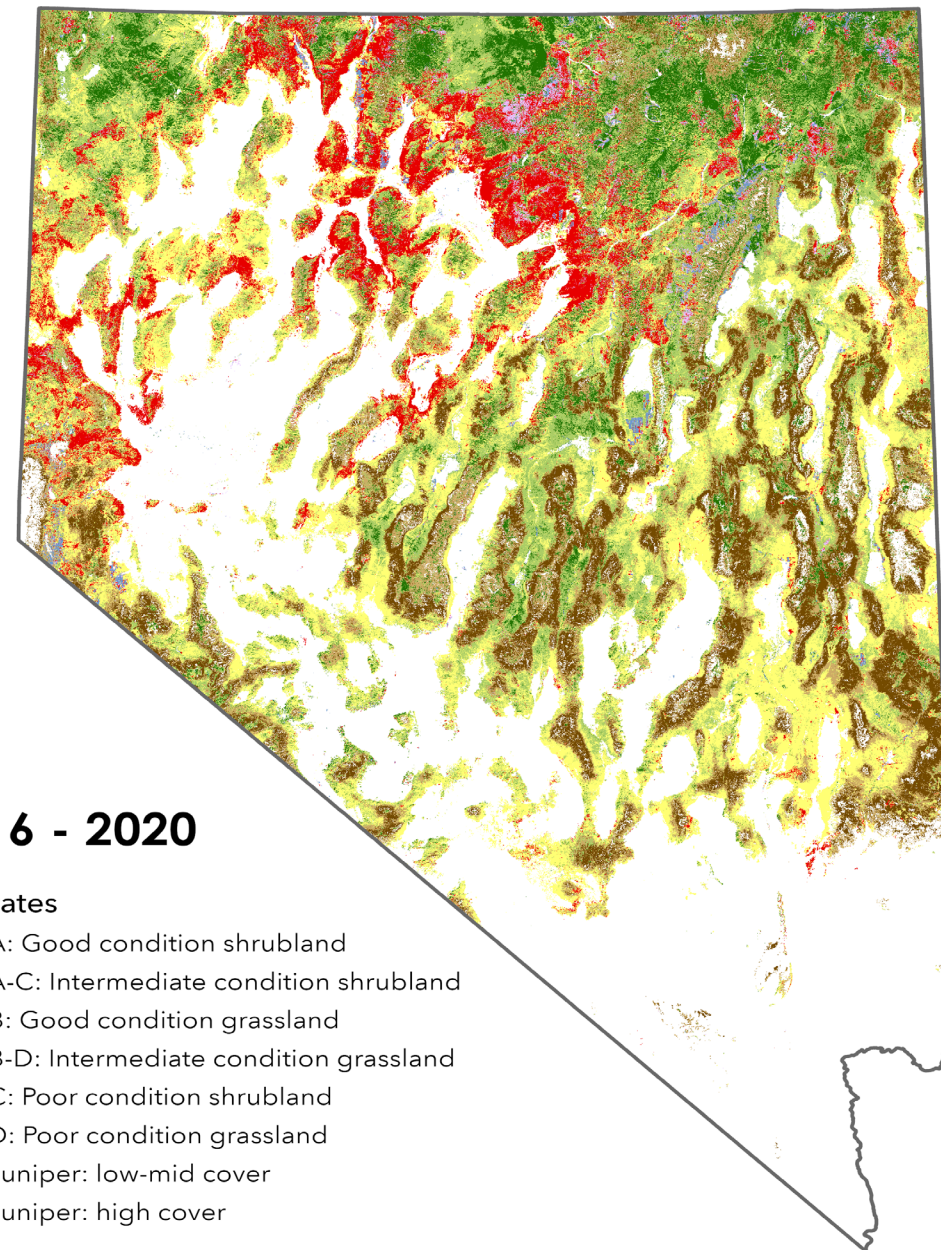 6 - 2020
ates
A: Good condition shrubland
A-C: Intermediate condition shrubland
B: Good condition grassland
B-D: Intermediate condition grassland
C: Poor condition shrubland
D: Poor condition grassland
uniper: low-mid cover
uniper: high cover